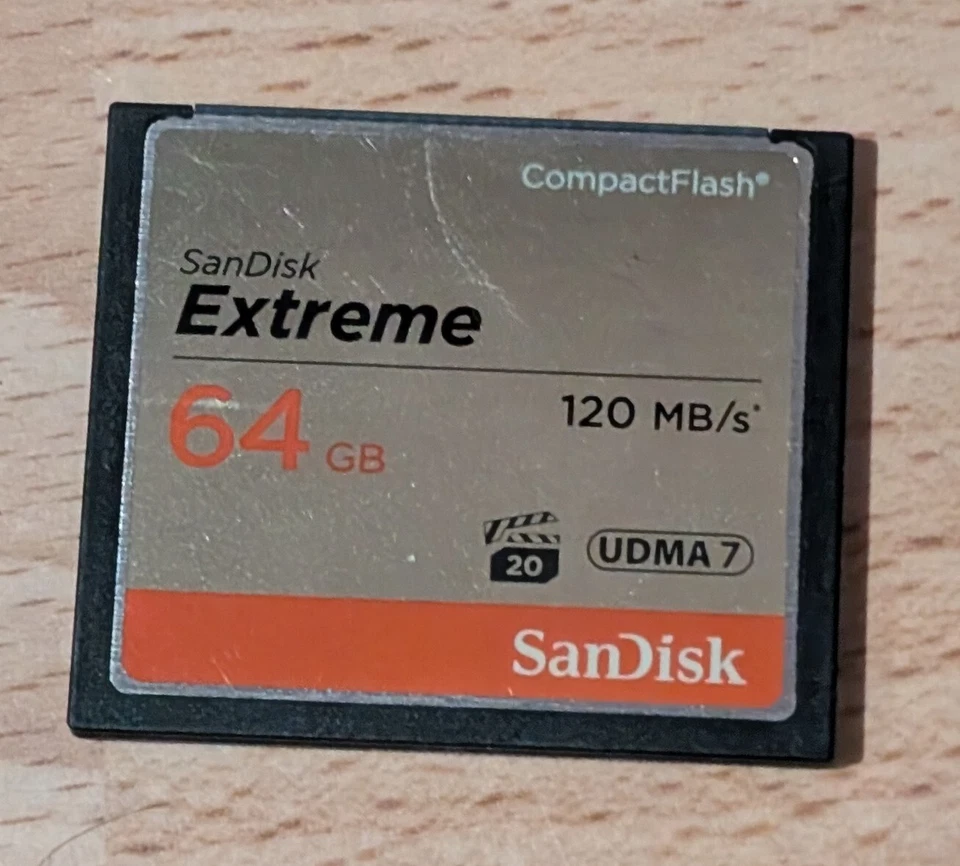 CompactFlash®
SanDisk
Extreme
64 GB
120 MB/s*
20
UDMA 7
SanDisk